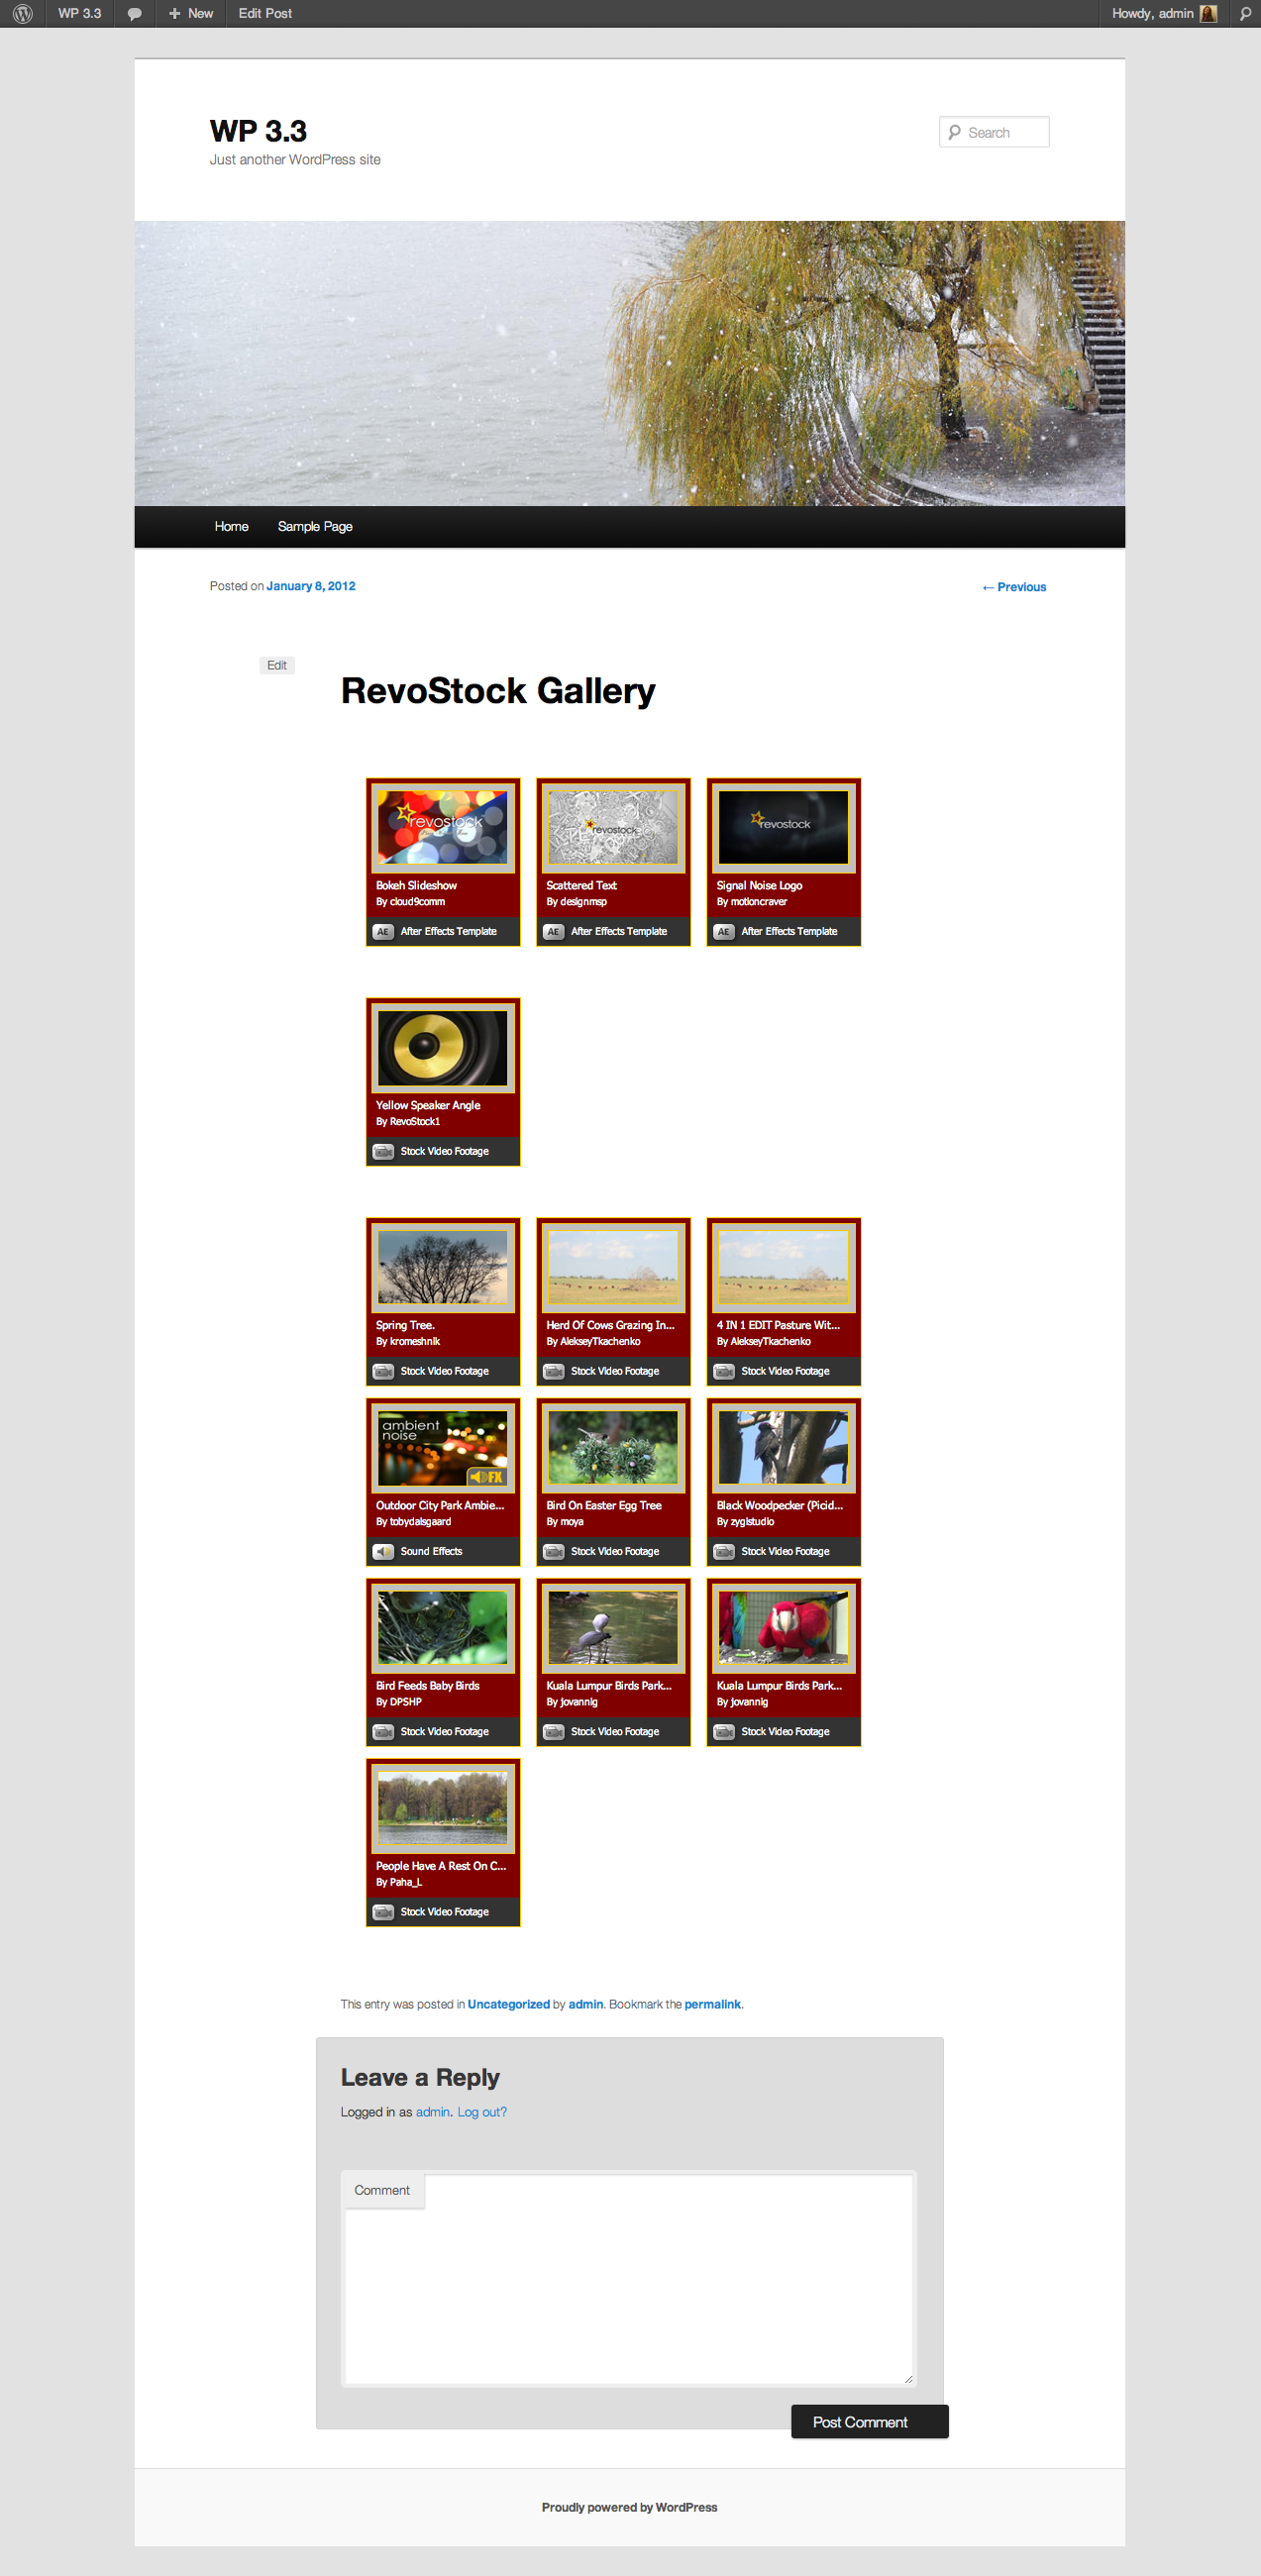 WP 3.3 New Edit Post Howdy, admin
WP 3.3
Just another WordPress site
Search
Home Sample Page
Posted on January 8, 2012 ← Previous
Edit
RevoStock Gallery
revostock revostock revostock
Bokeh Slideshow Scattered Text Signal Noise Logo
By cloud9comm By designmsp By motioncraver
AE After Effects Template AE After Effects Template AE After Effects Template
Yellow Speaker Angle
By RevoStock1
Stock Video Footage
Spring Tree. Herd Of Cows Grazing In... 4 IN 1 EDIT Pasture Wit...
By kromeshnik By AlekseyTkachenko By AlekseyTkachenko
Stock Video Footage Stock Video Footage Stock Video Footage
ambient
noise
FX
Outdoor City Park Ambie... Bird On Easter Egg Tree Black Woodpecker (Picid...
By tobydalsgaard By moya By zyglstudio
Sound Effects Stock Video Footage Stock Video Footage
Bird Feeds Baby Birds Kuala Lumpur Birds Park... Kuala Lumpur Birds Park...
By DPSHP By jovannig By jovannig
Stock Video Footage Stock Video Footage Stock Video Footage
People Have A Rest On C...
By Paha_L
Stock Video Footage
This entry was posted in Uncategorized by admin. Bookmark the permalink.
Leave a Reply
Logged in as admin. Log out?
Comment
Post Comment
Proudly powered by WordPress